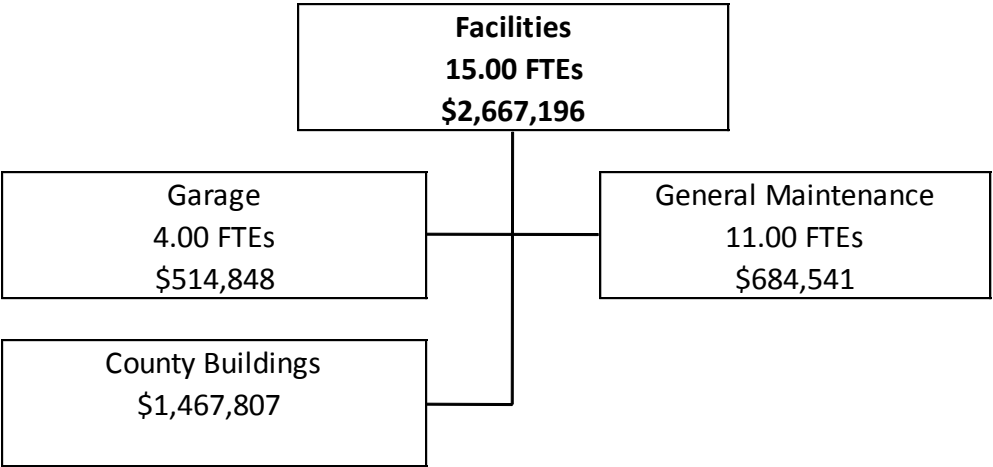 Facilities
15.00 FTEs
$2,667,196
Garage
4.00 FTEs
$514,848
General Maintenance
11.00 FTEs
$684,541
County Buildings
$1,467,807